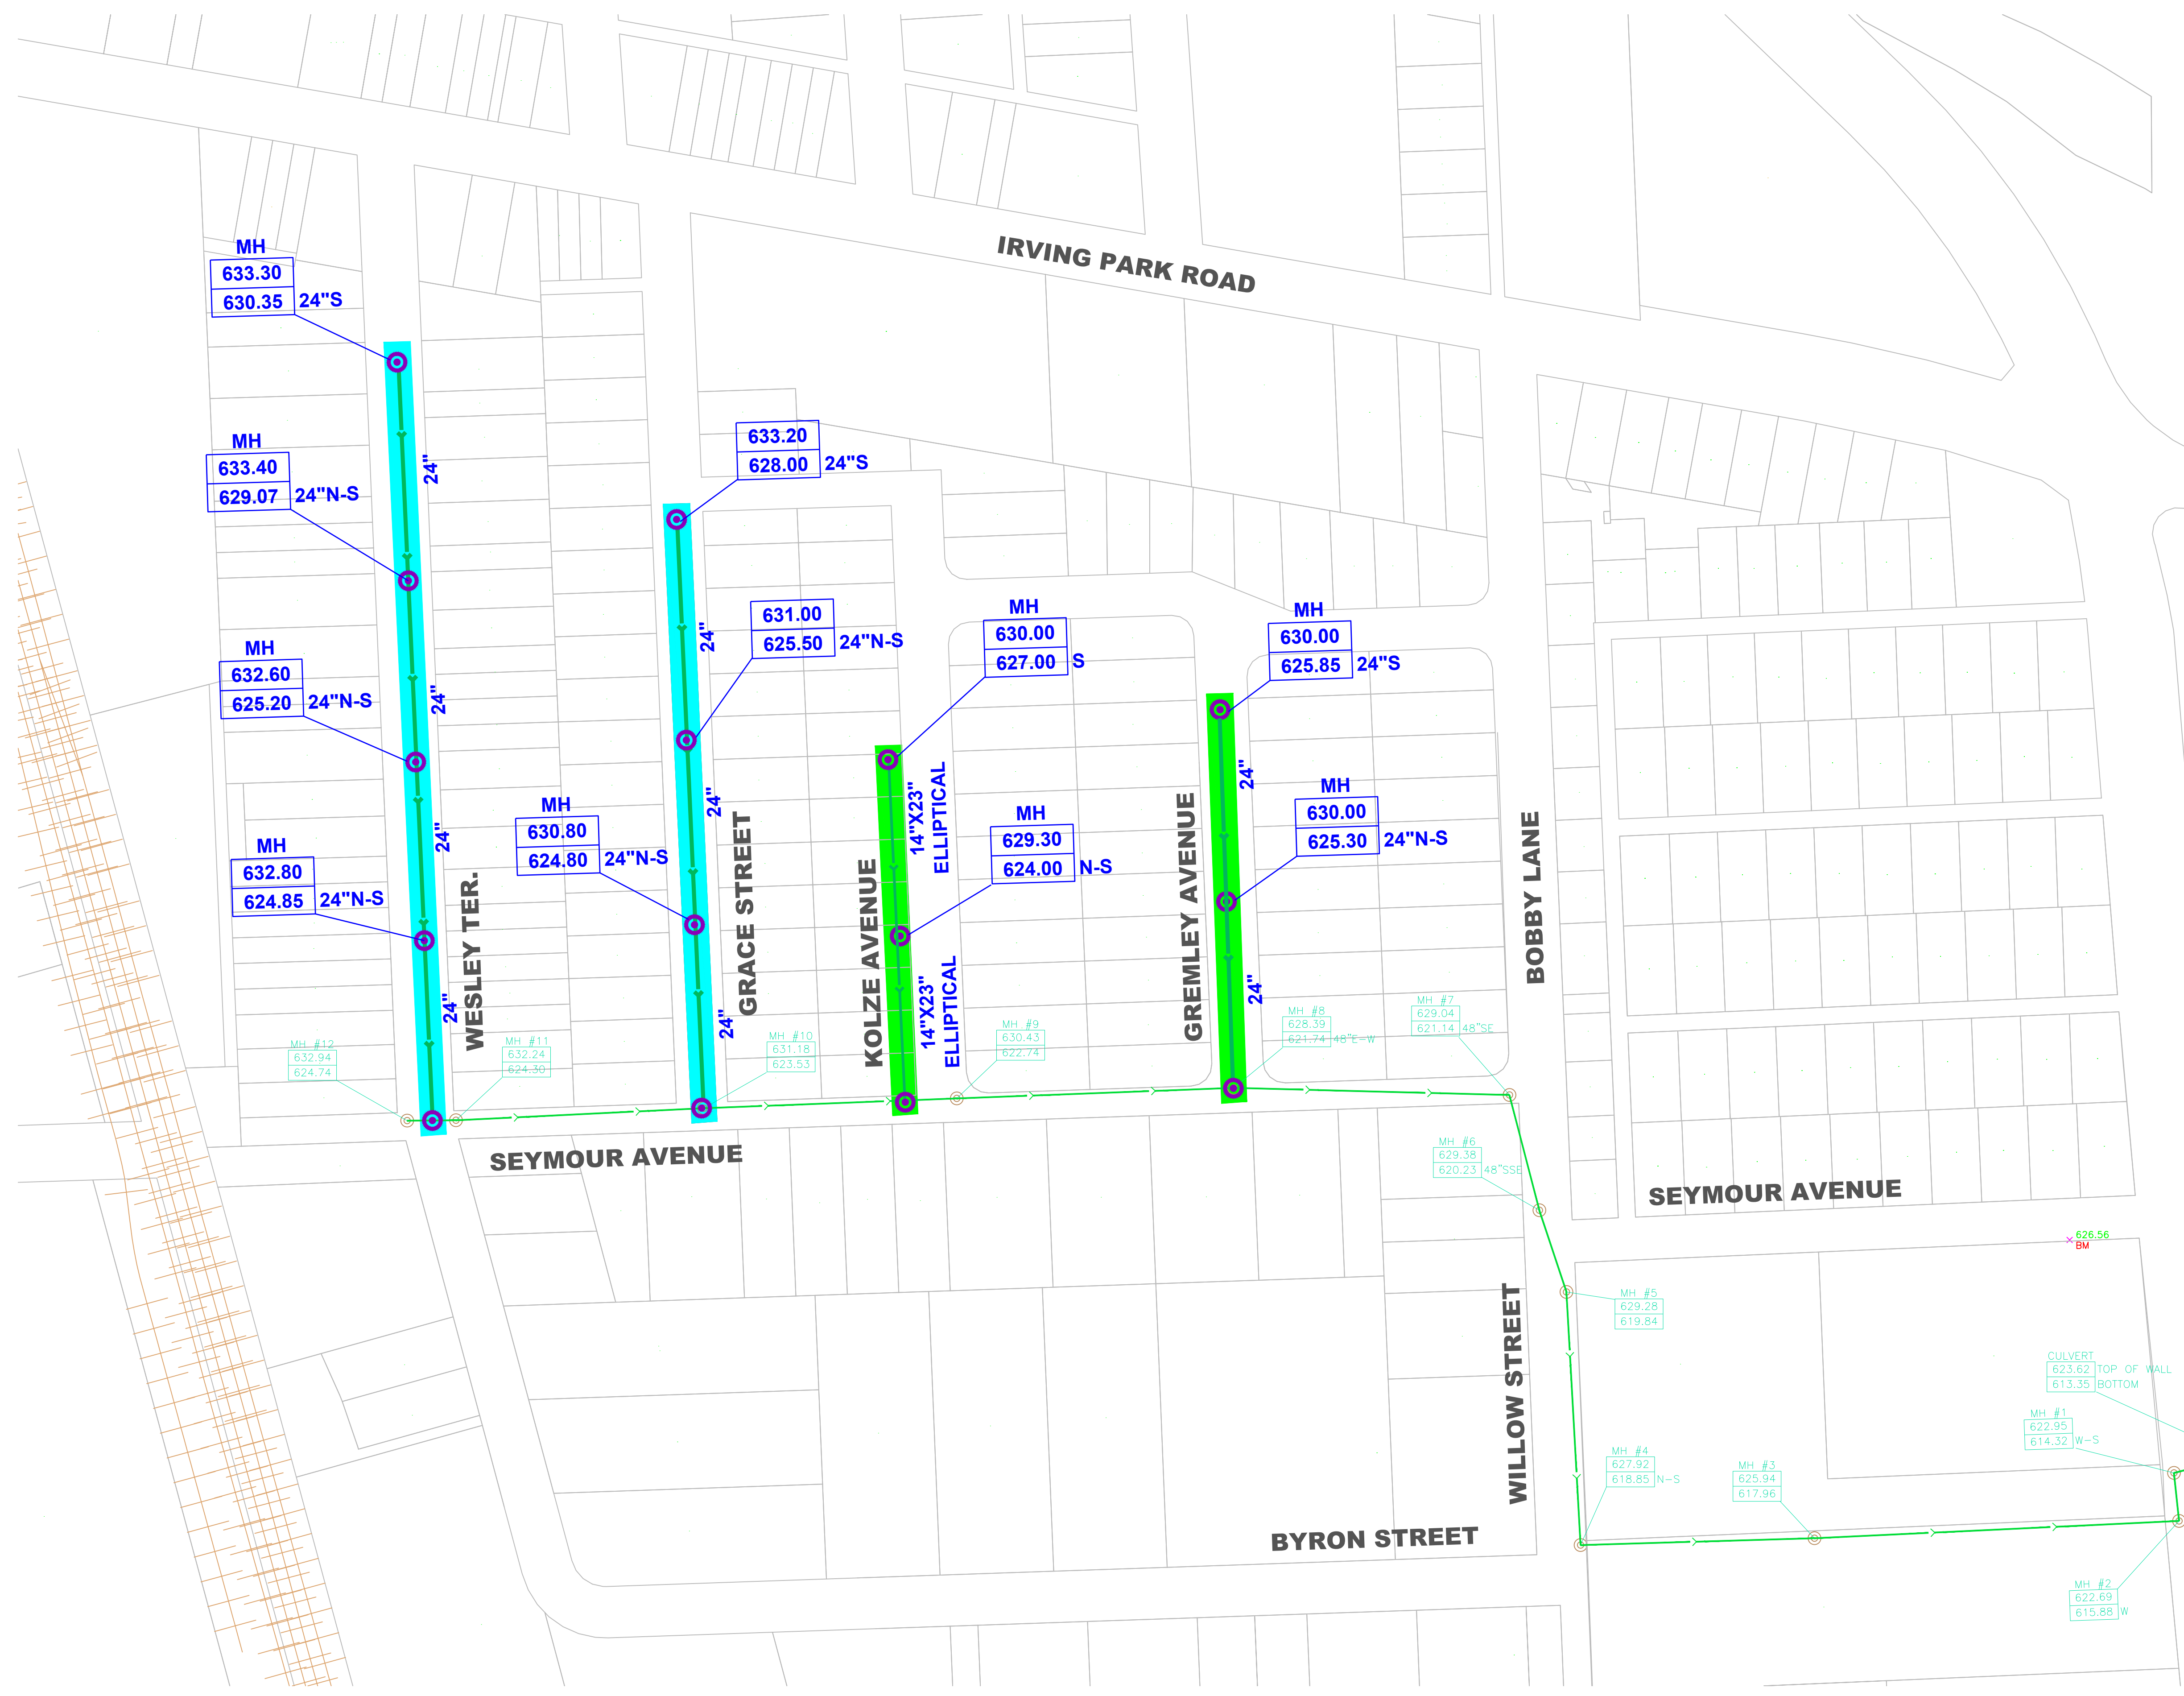 IRVING PARK ROAD
MH
633.30
630.35 24"S
MH
633.40
629.07 24"N-S
24"
633.20
628.00 24"S
MH
632.60
625.20 24"N-S
24"
24"
631.00
625.50 24"N-S
MH
630.00
627.00 S
MH
630.00
625.85 24"S
MH
632.80
624.85 24"N-S
24"
MH
630.80
624.80 24"N-S
24"
14"X23"
ELLIPTICAL
MH
629.30
624.00 N-S
24"
MH
630.00
625.30 24"N-S
WESLEY TER.
24"
GRACE STREET
24"
KOLZE AVENUE
14"X23"
ELLIPTICAL
GREMLEY AVENUE
24"
BOBBY LANE
MH #12
632.94
624.74
MH #11
632.24
624.30
MH #10
631.18
623.53
MH #9
630.43
622.74
MH #8
628.39
621.74 48"E-W
MH #7
629.04
621.14 48"SE
SEYMOUR AVENUE
MH #6
629.38
620.23 48"SSE
SEYMOUR AVENUE
626.56
BM
MH #5
629.28
619.84
WILLOW STREET
CULVERT
623.62 TOP OF WALL
613.35 BOTTOM
MH #1
622.95
614.32 W-S
MH #4
627.92
618.85 N-S
MH #3
625.94
617.96
BYRON STREET
MH #2
622.69
615.88 W